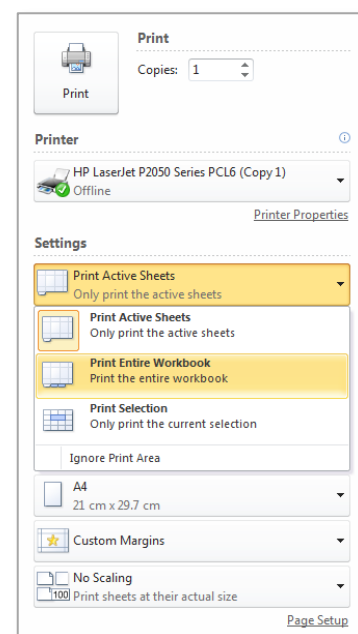 Print
Copies: 1
Print
Printer
HP LaserJet P2050 Series PCL6 (Copy 1)
Offline
Printer Properties
Settings
Print Active Sheets
Only print the active sheets
Print Active Sheets
Only print the active sheets
Print Entire Workbook
Print the entire workbook
Print Selection
Only print the current selection
Ignore Print Area
A4
21 cm x 29.7 cm
Custom Margins
No Scaling
100 Print sheets at their actual size
Page Setup